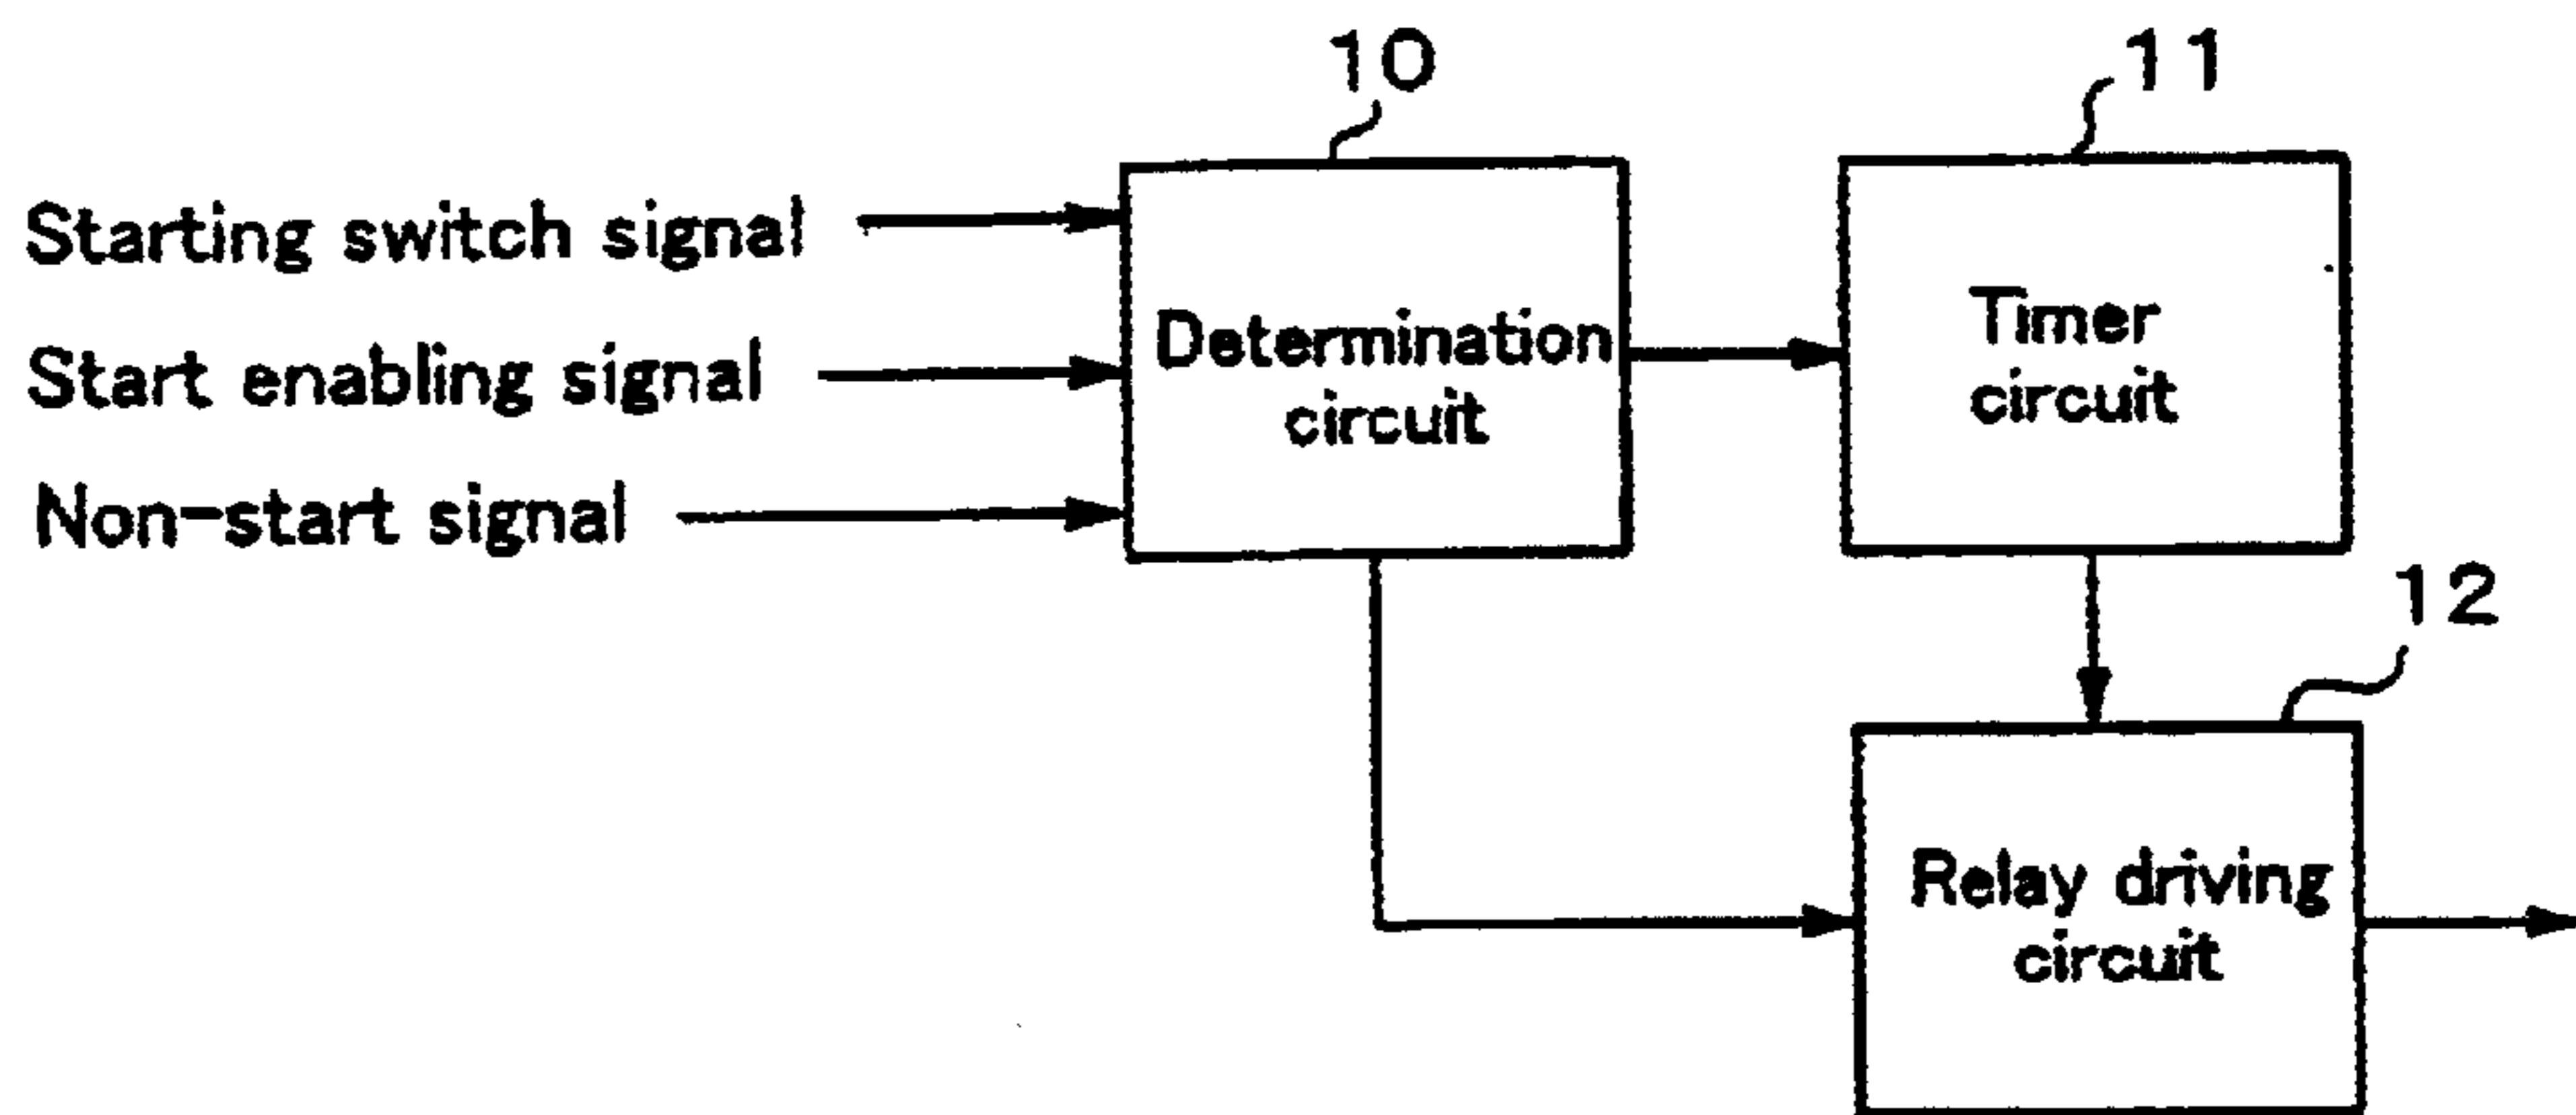 10
11
Starting switch signal
Start enabling signal
Non-start signal
Determination
circuit
Timer
circuit
12
Relay driving
circuit